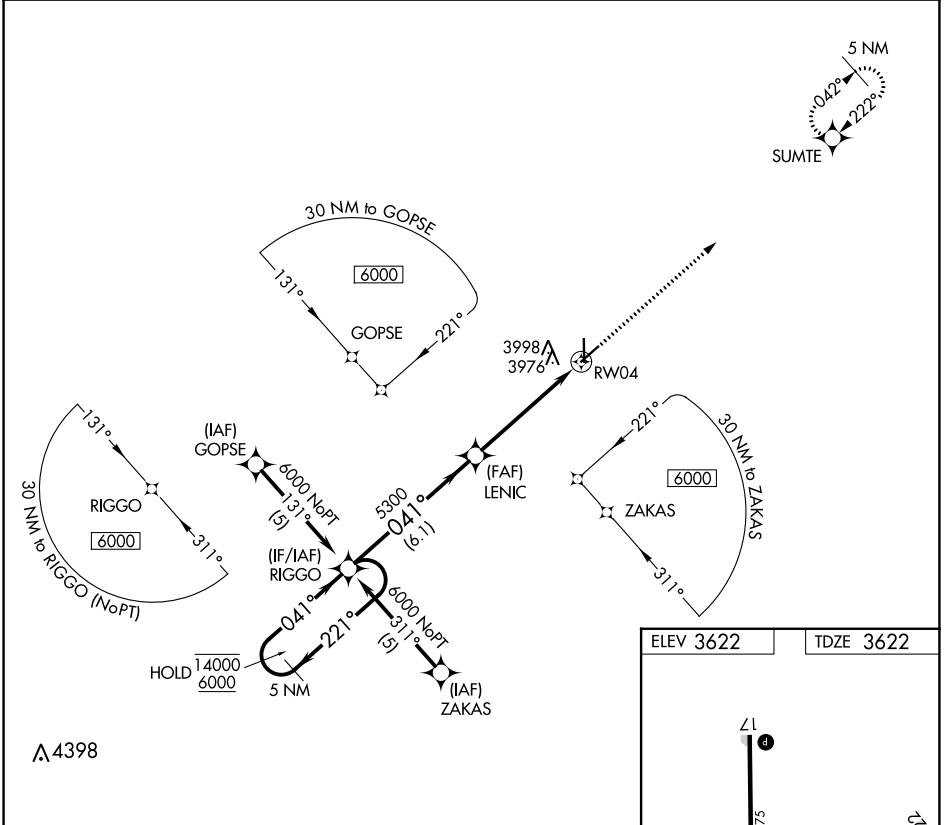 5 NM
042°
222°
SUMTE
30 NM to GOPSE
6000
131°
221°
GOPSE
3998
3976
RW04
131°
RIGGO
6000
311°
30 NM to RIGGO (NoPT)
(IAF)
GOPSE
6000 NoPT
131°
(5)
(FAF)
LENIC
5300
041°
(6.1)
221°
30 NM to ZAKAS
6000
ZAKAS
311°
(IF/IAF)
RIGGO
041°
221°
6000 NoPT
311°
(5)
HOLD 14000
6000
5 NM
(IAF)
ZAKAS
4398
ELEV 3622
TDZE 3622
17
P
75
22